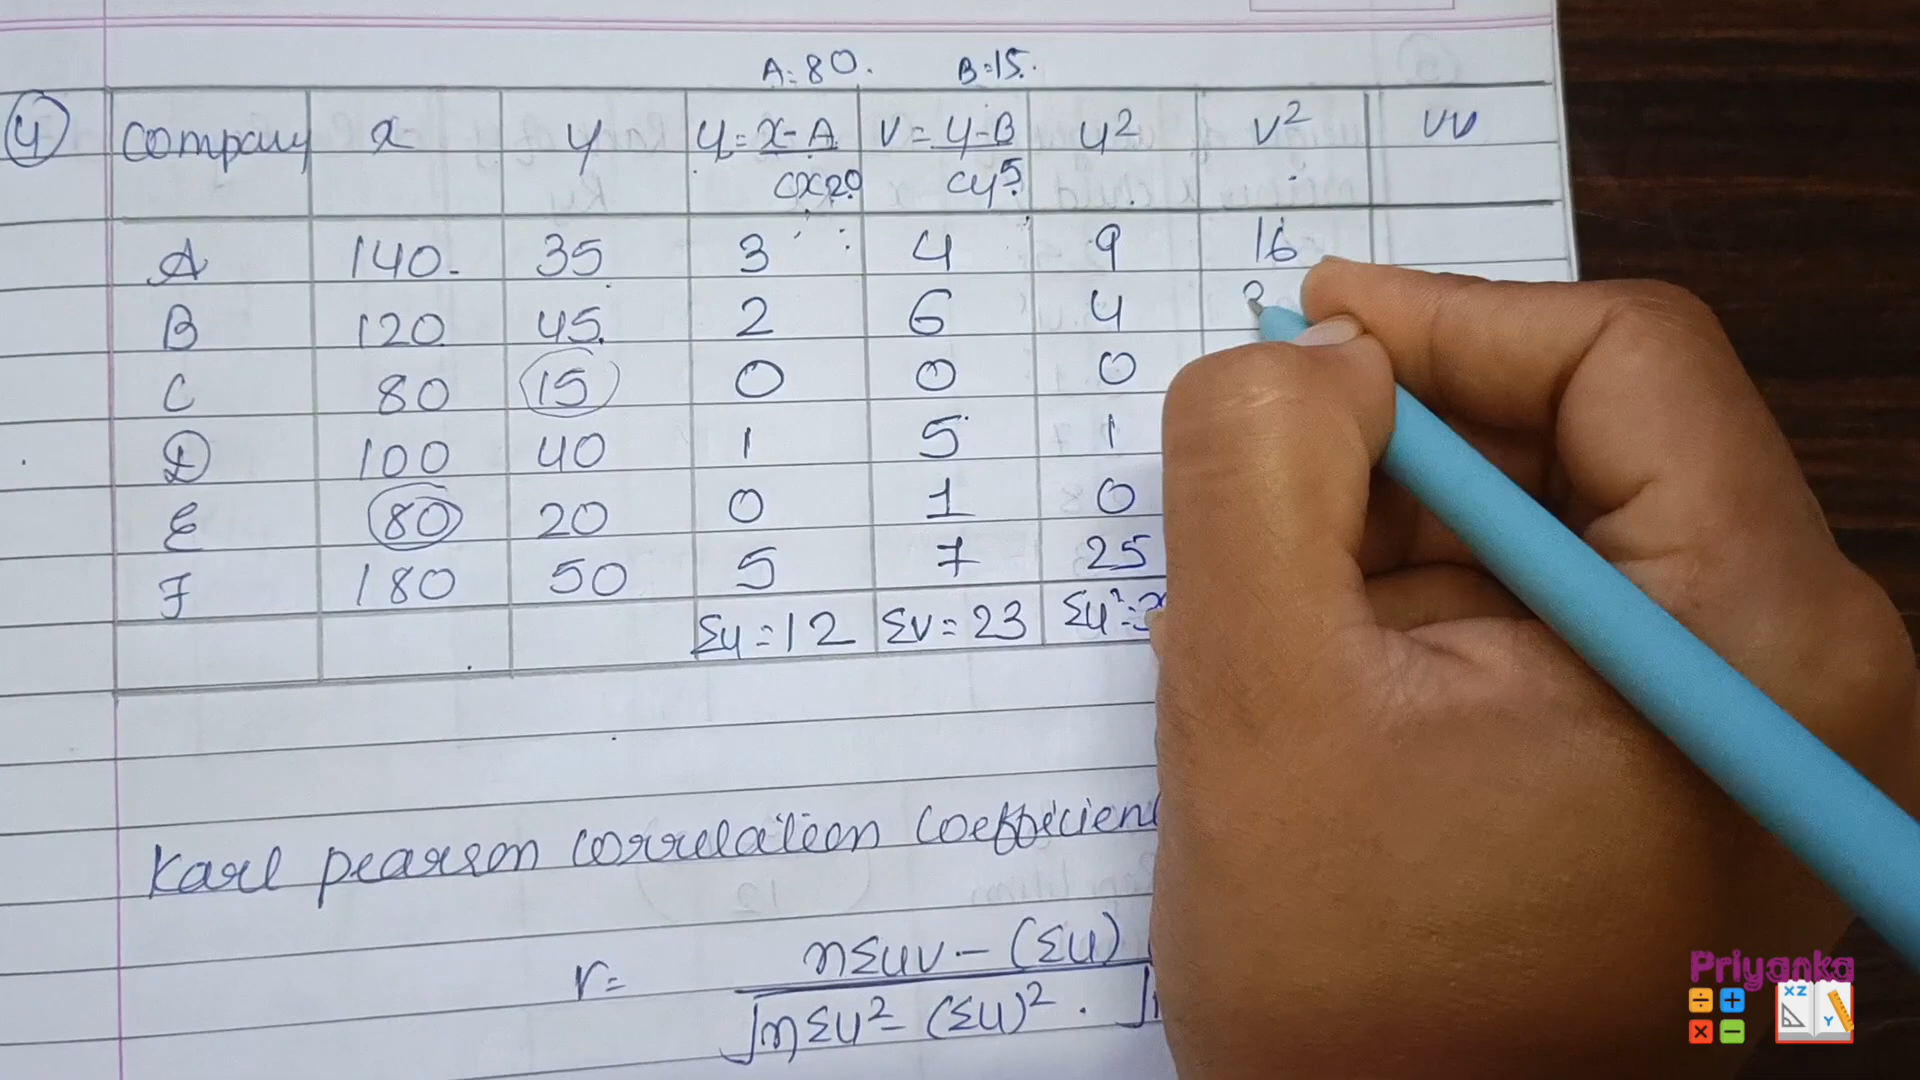 A=80. B=15.
4 Company x y u=x-A/cx20 v=y-B/cy5 u² v² uv
A 140 35 3 4 9 16
B 120 45 2 6 4
C 80 15 0 0 0
D 100 40 1 5 1
E 80 20 0 1 0
F 180 50 5 7 25
Σu=12 Σv=23 Σu²=
Karl pearson correlation coefficient
r= nΣuv-(Σu)
√nΣu²-(Σu)² .
Priyanka
XZ
Y